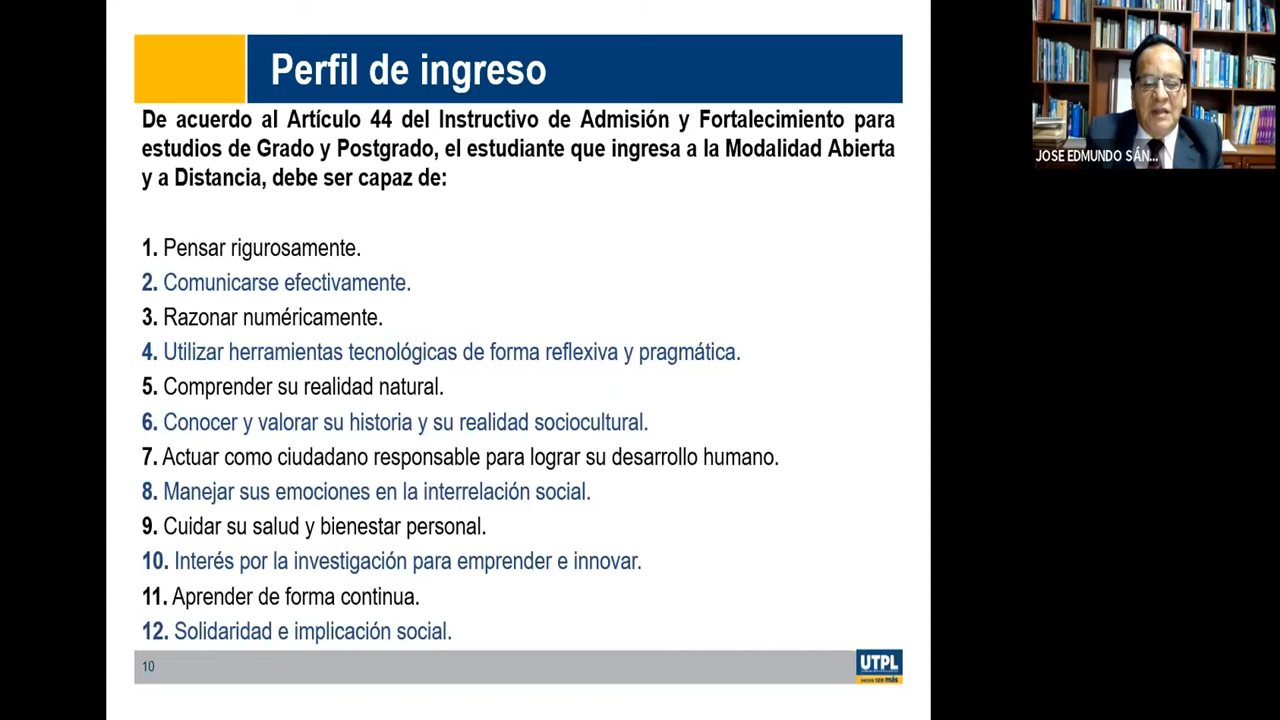 Perfil de ingreso
De acuerdo al Artículo 44 del Instructivo de Admisión y Fortalecimiento para
estudios de Grado y Postgrado, el estudiante que ingresa a la Modalidad Abierta
y a Distancia, debe ser capaz de:
1. Pensar rigurosamente.
2. Comunicarse efectivamente.
3. Razonar numéricamente.
4. Utilizar herramientas tecnológicas de forma reflexiva y pragmática.
5. Comprender su realidad natural.
6. Conocer y valorar su historia y su realidad sociocultural.
7. Actuar como ciudadano responsable para lograr su desarrollo humano.
8. Manejar sus emociones en la interrelación social.
9. Cuidar su salud y bienestar personal.
10. Interés por la investigación para emprender e innovar.
11. Aprender de forma continua.
12. Solidaridad e implicación social.
10
UTPL
JOSE EDMUNDO SÁN...